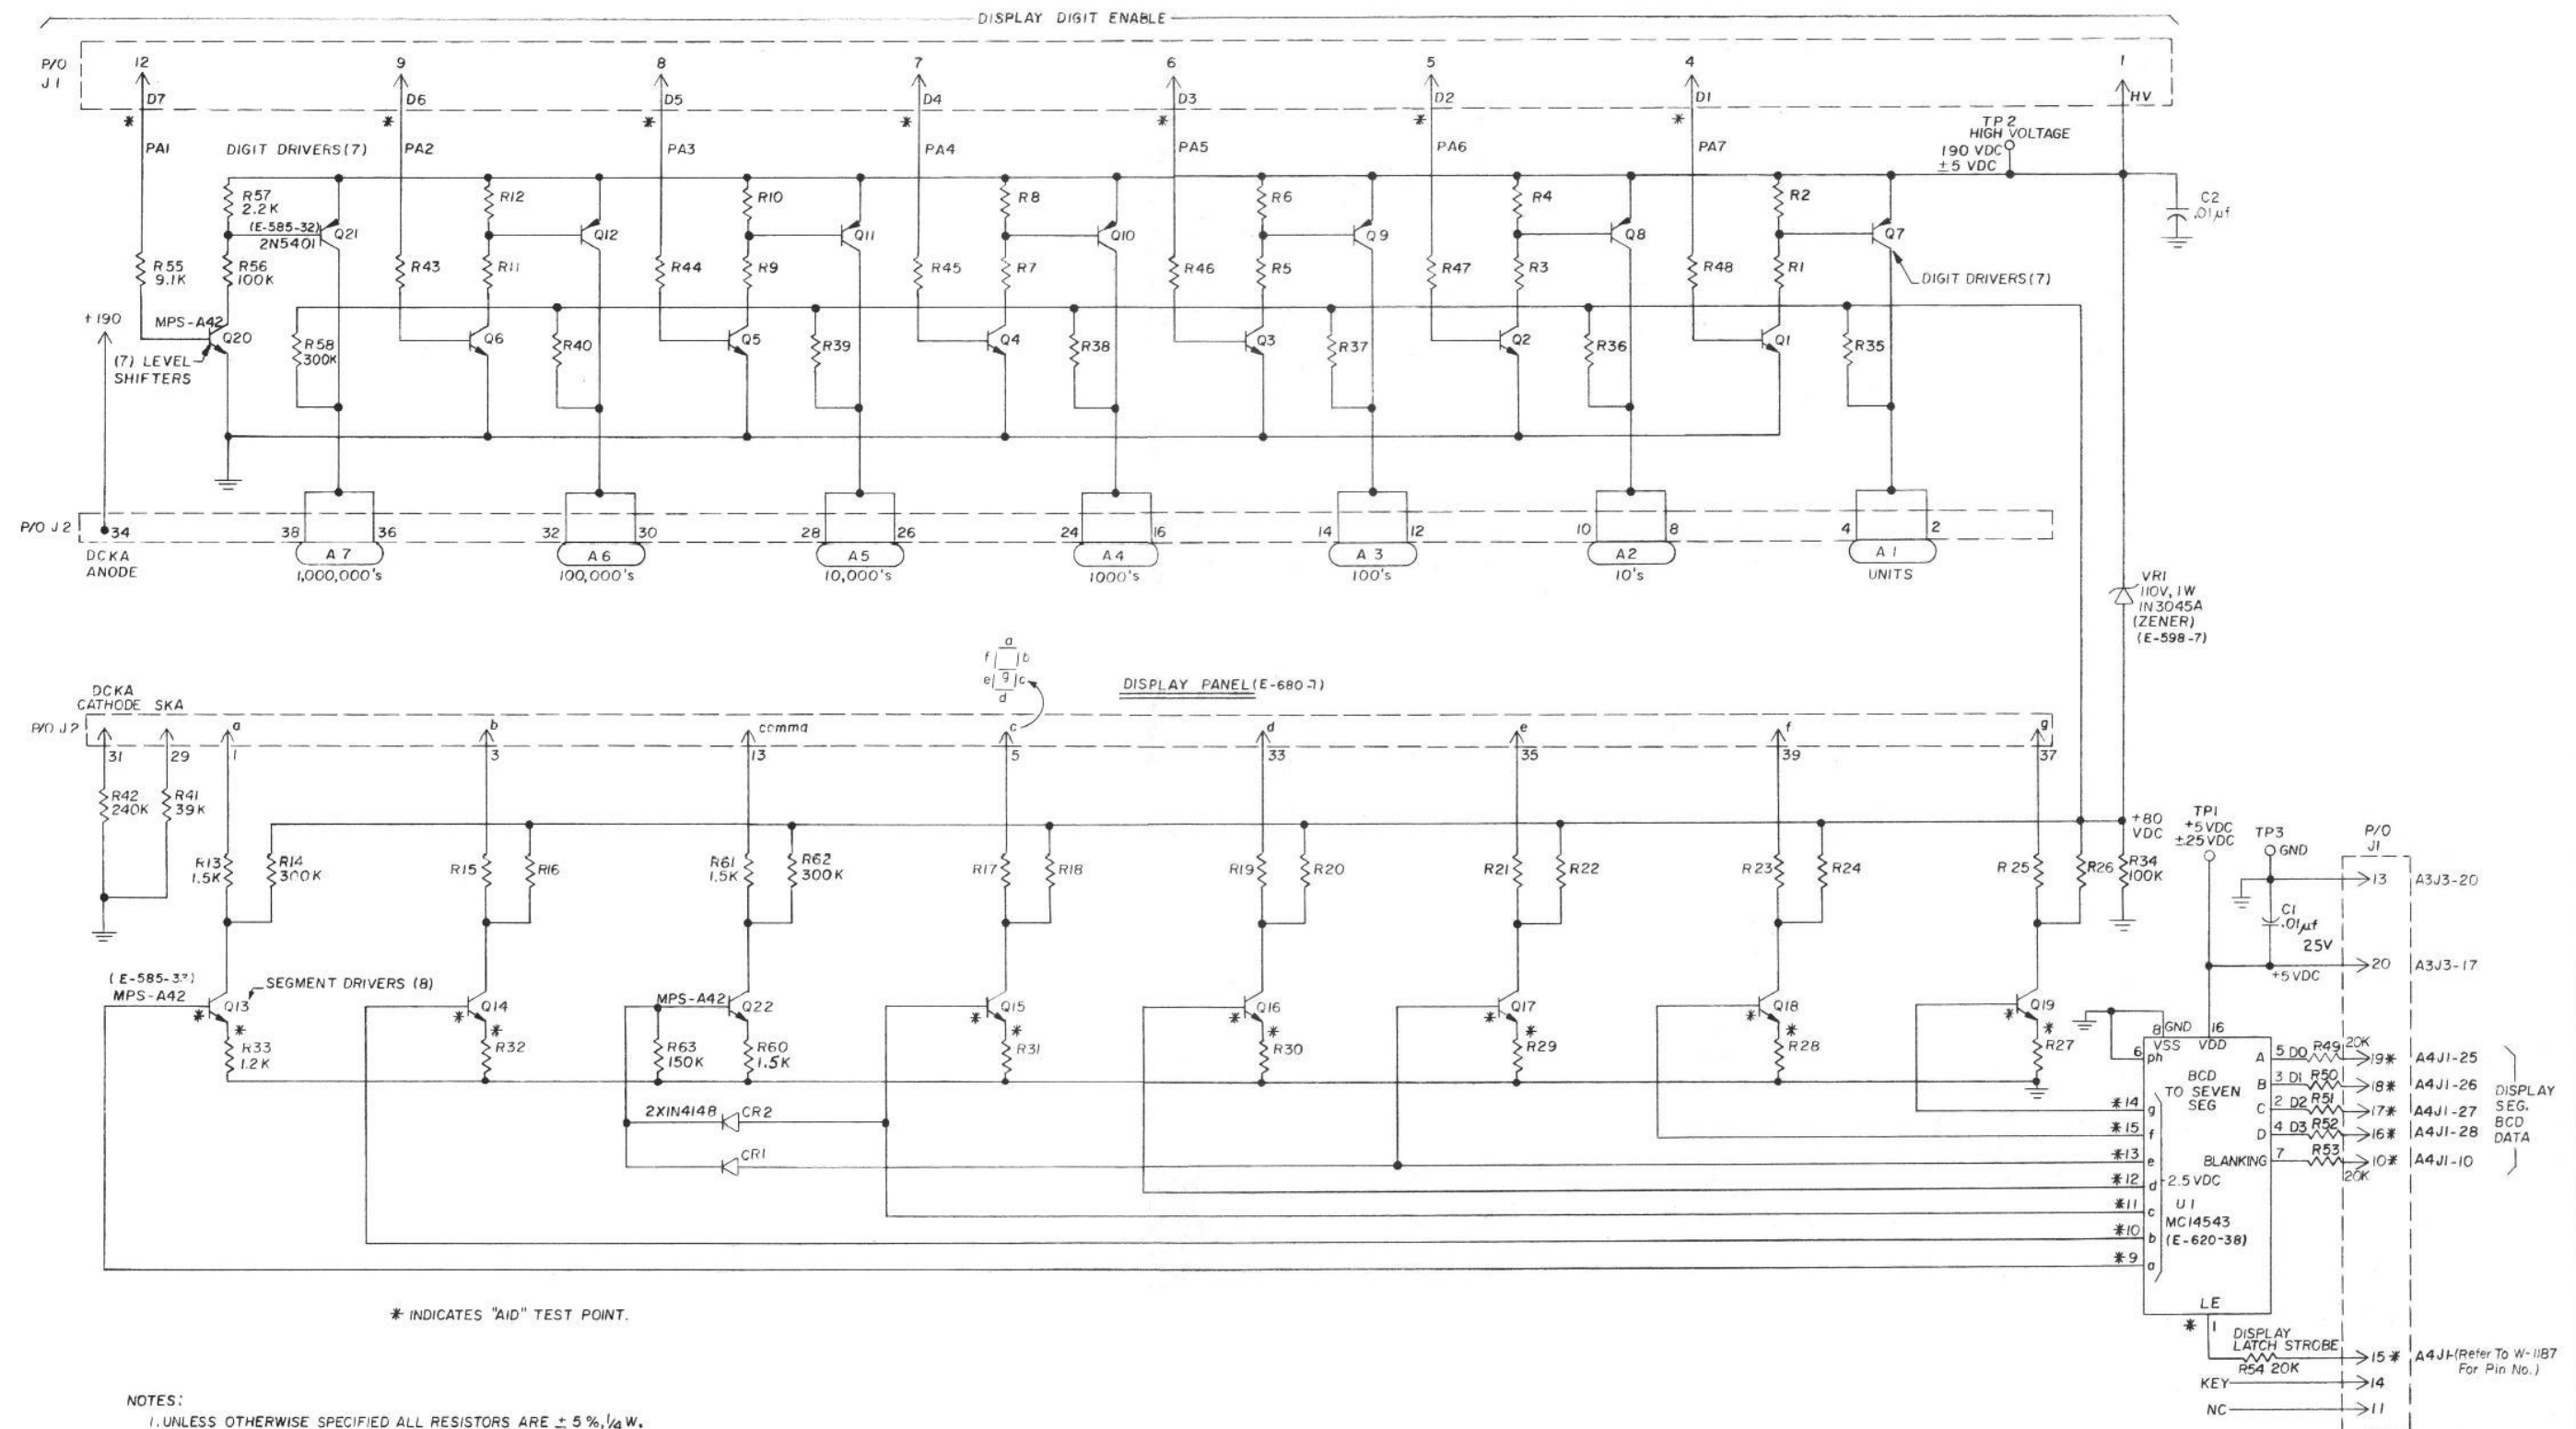 DISPLAY DIGIT ENABLE
P/O J1
12 9 8 7 6 5 4 1
D7 D6 D5 D4 D3 D2 D1 HV
* * * * * * *
PA1 PA2 PA3 PA4 PA5 PA6 PA7
DIGIT DRIVERS(7)
TP2
HIGH VOLTAGE
190 VDC
±5 VDC
C2
.01µf
R57
2.2K
R12 R10 R8 R6 R4 R2
(E-585-32)
2N5401
Q21 Q12 Q11 Q10 Q9 Q8 Q7
R55
9.1K
R56
100K
R43 R11 R44 R9 R45 R7 R46 R5 R47 R3 R48 R1
DIGIT DRIVERS(7)
+190
MPS-A42
Q20 Q6 Q5 Q4 Q3 Q2 Q1
(7) LEVEL
SHIFTERS
R58
300K
R40 R39 R38 R37 R36 R35
P/O J2
34 38 36 32 30 28 26 24 16 14 12 10 8 4 2
DCKA
ANODE
A7 A6 A5 A4 A3 A2 A1
1,000,000's 100,000's 10,000's 1000's 100's 10's UNITS
VR1
110V, 1W
1N3045A
(ZENER)
(E-598-7)
a
f b
g
e c
d
DISPLAY PANEL(E-680-7)
DCKA
CATHODE SKA
P/O J2
a b comma c d e f g
31 29 1 3 13 5 33 35 39 37
R42
240K
R41
39K
+80
VDC
TP1
+5VDC
±.25VDC
TP3
GND
P/O
J1
R13
1.5K
R14
300K
R15 R16
R61
1.5K
R62
300K
R17 R18 R19 R20 R21 R22 R23 R24 R25 R26
R34
100K
13 A3J3-20
C1
.01µf
25V
+5VDC
20 A3J3-17
MPS-A42
SEGMENT DRIVERS (8)
MPS-A42
Q13 Q14 Q22 Q15 Q16 Q17 Q18 Q19
* * * * * * * * * * * * * *
R33
1.2K
R32
R63
150K
R60
1.5K
R31 R30 R29 R28 R27
2X1N4148 CR2
CR1
8 GND 16
VSS VDD
6 ph
BCD
TO SEVEN
SEG
A 5 D0 R49 20K 19* A4J1-25
B 3 D1 R50 18* A4J1-26
C 2 D2 R51 17* A4J1-27
D 4 D3 R52 16* A4J1-28
BLANKING 7 R53 20K 10* A4J1-10
DISPLAY
SEG.
BCD
DATA
*14 g
*15 f
*13 e
*12 d
*11 c
*10 b
*9 a
2.5VDC
U1
MC14543
(E-620-38)
LE
* 1
DISPLAY
LATCH STROBE
R54 20K
15* A4J1-(Refer To W-1187
For Pin No.)
KEY 14
NC 11
* INDICATES "AID" TEST POINT.
NOTES:
1. UNLESS OTHERWISE SPECIFIED ALL RESISTORS ARE ± 5%, 1/4 W.